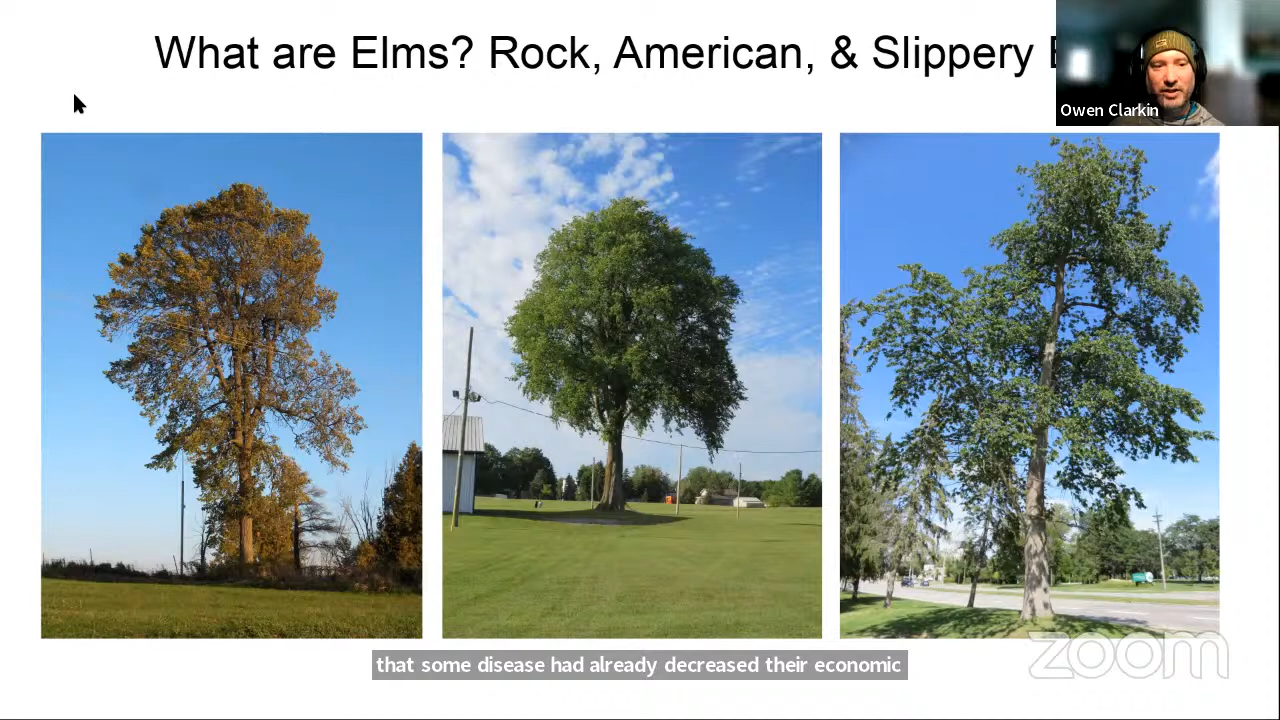 What are Elms? Rock, American, & Slippery
Owen Clarkin
that some disease had already decreased their economic
zoom